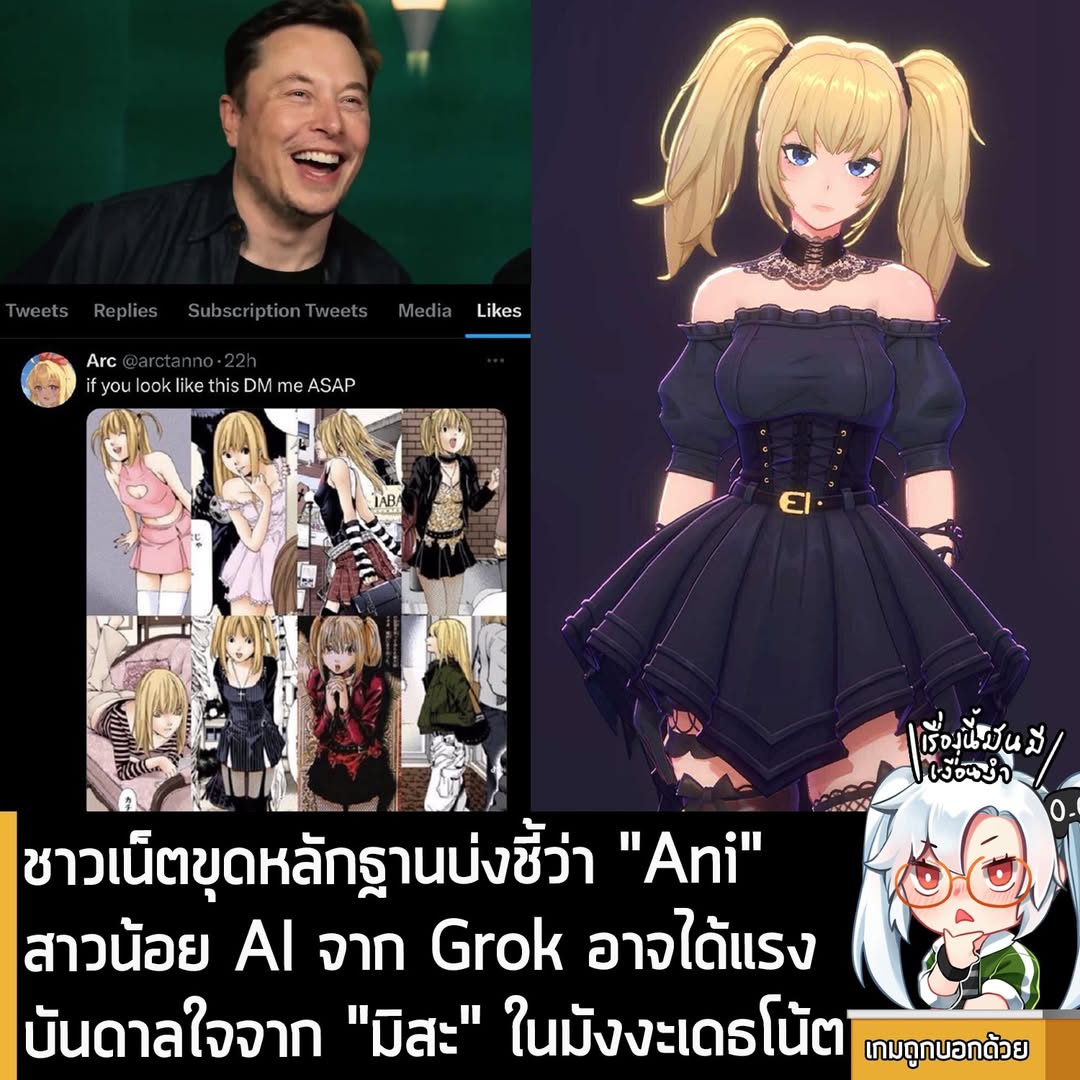 Tweets Replies Subscription Tweets Media Likes
Arc @arctanno · 22h
if you look like this DM me ASAP
TABA
เรื่องนี้มันมี
เงื่อนงำ
ชาวเน็ตขุดหลักฐานบ่งชี้ว่า "Ani"
สาวน้อย AI จาก Grok อาจได้แรง
บันดาลใจจาก "มิสะ" ในมังงะเดธโน้ต
เกมถูกบอกด้วย